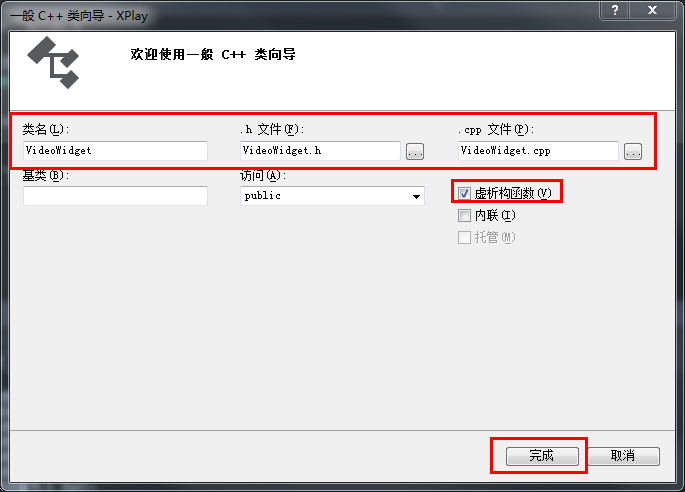 一般 C++ 类向导 - XPlay
欢迎使用一般 C++ 类向导
类名(L): .h 文件(F): .cpp 文件(P):
VideoWidget VideoWidget.h ... VideoWidget.cpp ...
基类(B): 访问(A):
public 虚析构函数(V)
内联(I)
托管(M)
完成 取消